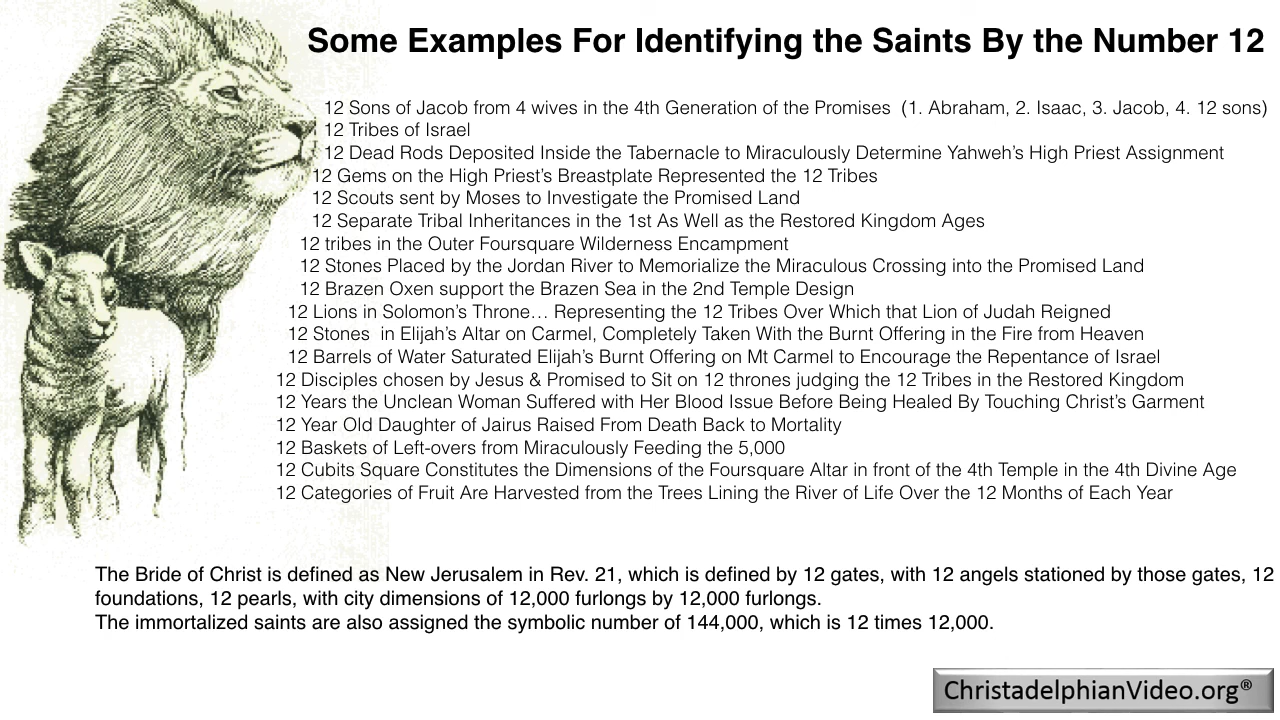 Some Examples For Identifying the Saints By the Number 12
12 Sons of Jacob from 4 wives in the 4th Generation of the Promises  (1. Abraham, 2. Isaac, 3. Jacob, 4. 12 sons)
12 Tribes of Israel
12 Dead Rods Deposited Inside the Tabernacle to Miraculously Determine Yahweh's High Priest Assignment
12 Gems on the High Priest's Breastplate Represented the 12 Tribes
12 Scouts sent by Moses to Investigate the Promised Land
12 Separate Tribal Inheritances in the 1st As Well as the Restored Kingdom Ages
12 tribes in the Outer Foursquare Wilderness Encampment
12 Stones Placed by the Jordan River to Memorialize the Miraculous Crossing into the Promised Land
12 Brazen Oxen support the Brazen Sea in the 2nd Temple Design
12 Lions in Solomon's Throne… Representing the 12 Tribes Over Which that Lion of Judah Reigned
12 Stones  in Elijah's Altar on Carmel, Completely Taken With the Burnt Offering in the Fire from Heaven
12 Barrels of Water Saturated Elijah's Burnt Offering on Mt Carmel to Encourage the Repentance of Israel
12 Disciples chosen by Jesus & Promised to Sit on 12 thrones judging the 12 Tribes in the Restored Kingdom
12 Years the Unclean Woman Suffered with Her Blood Issue Before Being Healed By Touching Christ's Garment
12 Year Old Daughter of Jairus Raised From Death Back to Mortality
12 Baskets of Left-overs from Miraculously Feeding the 5,000
12 Cubits Square Constitutes the Dimensions of the Foursquare Altar in front of the 4th Temple in the 4th Divine Age
12 Categories of Fruit Are Harvested from the Trees Lining the River of Life Over the 12 Months of Each Year
The Bride of Christ is defined as New Jerusalem in Rev. 21, which is defined by 12 gates, with 12 angels stationed by those gates, 12
foundations, 12 pearls, with city dimensions of 12,000 furlongs by 12,000 furlongs.
The immortalized saints are also assigned the symbolic number of 144,000, which is 12 times 12,000.
ChristadelphianVideo.org®